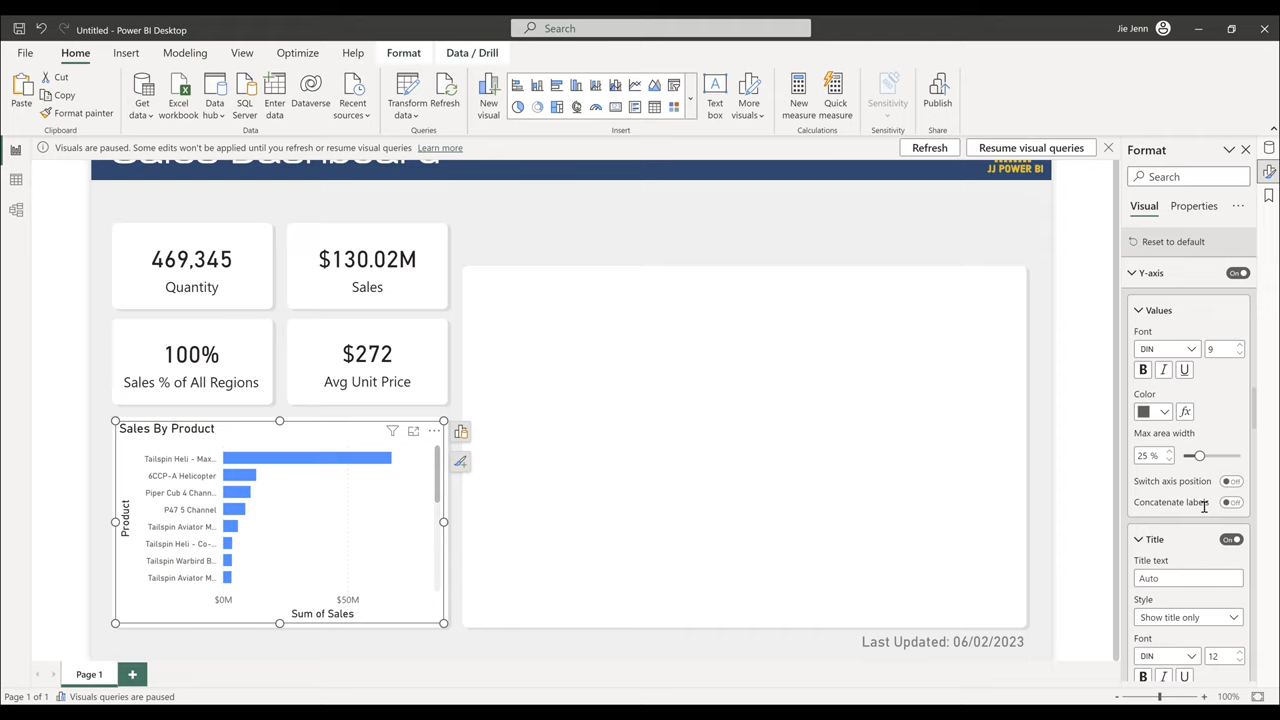 Untitled - Power BI Desktop
Search
Jie Jenn
File Home Insert Modeling View Optimize Help Format Data / Drill
Paste
Cut
Copy
Format painter
Clipboard
Get data
Excel workbook
Data hub
SQL Server
Enter data
Dataverse
Recent sources
Data
Transform data
Refresh
Queries
New visual
Text box
More visuals
Insert
New measure
Quick measure
Calculations
Sensitivity
Sensitivity
Publish
Share
Visuals are paused. Some edits won't be applied until you refresh or resume visual queries Learn more
Refresh
Resume visual queries
Sales Dashboard
JJ POWER BI
469,345
Quantity
$130.02M
Sales
100%
Sales % of All Regions
$272
Avg Unit Price
Sales By Product
Product
Tailspin Heli - Max...
6CCP-A Helicopter
Piper Cub 4 Chann...
P47 5 Channel
Tailspin Aviator M...
Tailspin Heli - Co-...
Tailspin Warbird B...
Tailspin Aviator M...
$0M $50M
Sum of Sales
Last Updated: 06/02/2023
Format
Search
Visual Properties
Reset to default
Y-axis On
Values
Font
DIN 9
B I U
Color
fx
Max area width
25 %
Switch axis position Off
Concatenate labels Off
Title On
Title text
Auto
Style
Show title only
Font
DIN 12
B I U
Page 1
Page 1 of 1 Visuals queries are paused
- + 100%